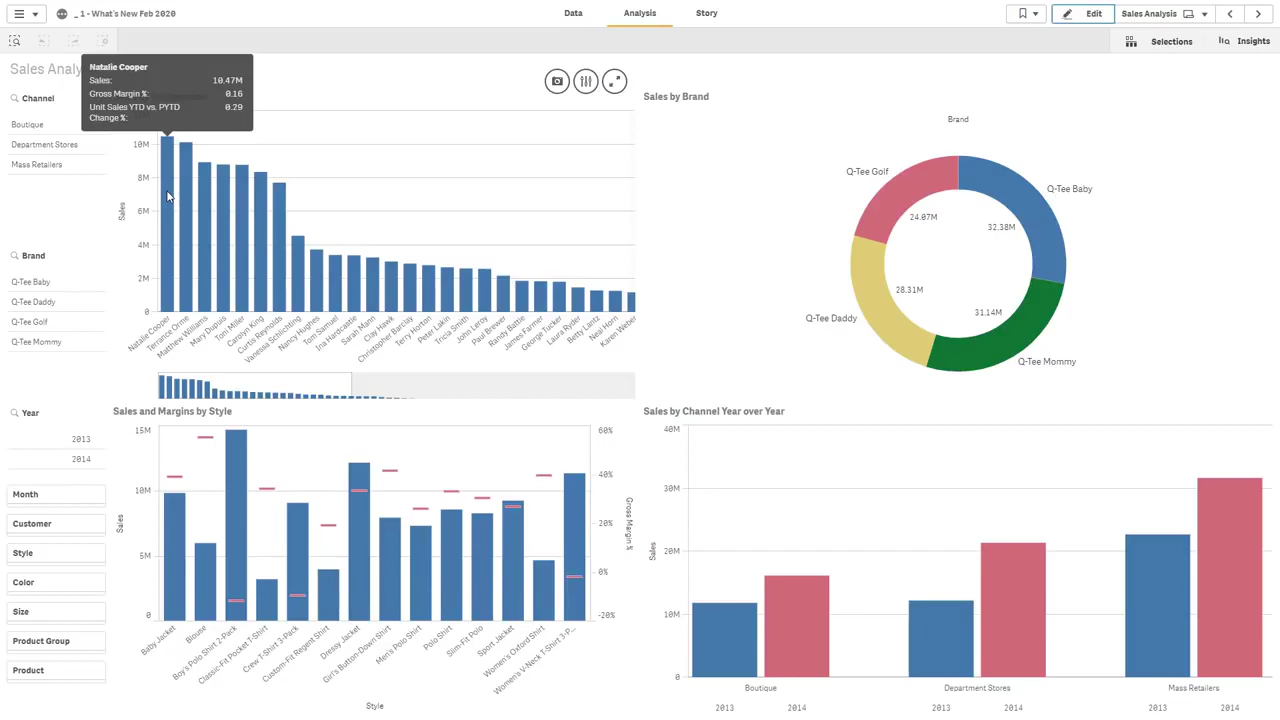 _ 1 - What's New Feb 2020
Data
Analysis
Story
Edit
Sales Analysis
Selections
Insights
Sales Analy
Natalie Cooper
Sales: 10.47M
Gross Margin %: 0.16
Unit Sales YTD vs. PYTD 0.29
Change %:
Channel
Boutique
Department Stores
Mass Retailers
Brand
Q-Tee Baby
Q-Tee Daddy
Q-Tee Golf
Q-Tee Mommy
Year
2013
2014
Month
Customer
Style
Color
Size
Product Group
Product
10M
8M
6M
4M
2M
0
Sales
Natalie Cooper
Terrance Orme
Matthew Williams
Mary Dupuis
Toni Miller
Carolyn King
Curtis Reynolds
Vanessa Schlichting
Nancy Hughes
Tom Samuel
Ina Hardcastle
Sarah Mann
Clay Hawk
Christopher Barclay
Terry Horton
Peter Lakin
Tricia Smith
John Leroy
Paul Brewer
Randy Battle
James Farmer
George Tucker
Laura Ryder
Betty Lantz
Neal Horn
Karen Weber
Sales by Brand
Brand
Q-Tee Golf
Q-Tee Baby
24.07M
32.38M
28.31M
31.14M
Q-Tee Daddy
Q-Tee Mommy
Sales and Margins by Style
15M
10M
5M
0
Sales
60%
40%
20%
0%
-20%
Gross Margin %
Baby Jacket
Blouse
Boy's Polo Shirt 2-Pack
Classic-Fit Pocket T-Shirt
Crew T-Shirt 3-Pack
Custom-Fit Regent Shirt
Dressy Jacket
Girl's Button-Down Shirt
Men's Polo Shirt
Polo Shirt
Slim-Fit Polo
Sport Jacket
Women's Oxford Shirt
Women's V-Neck T-Shirt 3-P...
Style
Sales by Channel Year over Year
40M
30M
20M
10M
0
Sales
Boutique
Department Stores
Mass Retailers
2013
2014
2013
2014
2013
2014